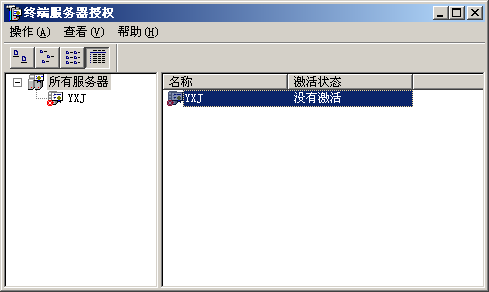 终端服务器授权
操作(A) 查看(V) 帮助(H)
所有服务器
YXJ
名称 激活状态
YXJ 没有激活